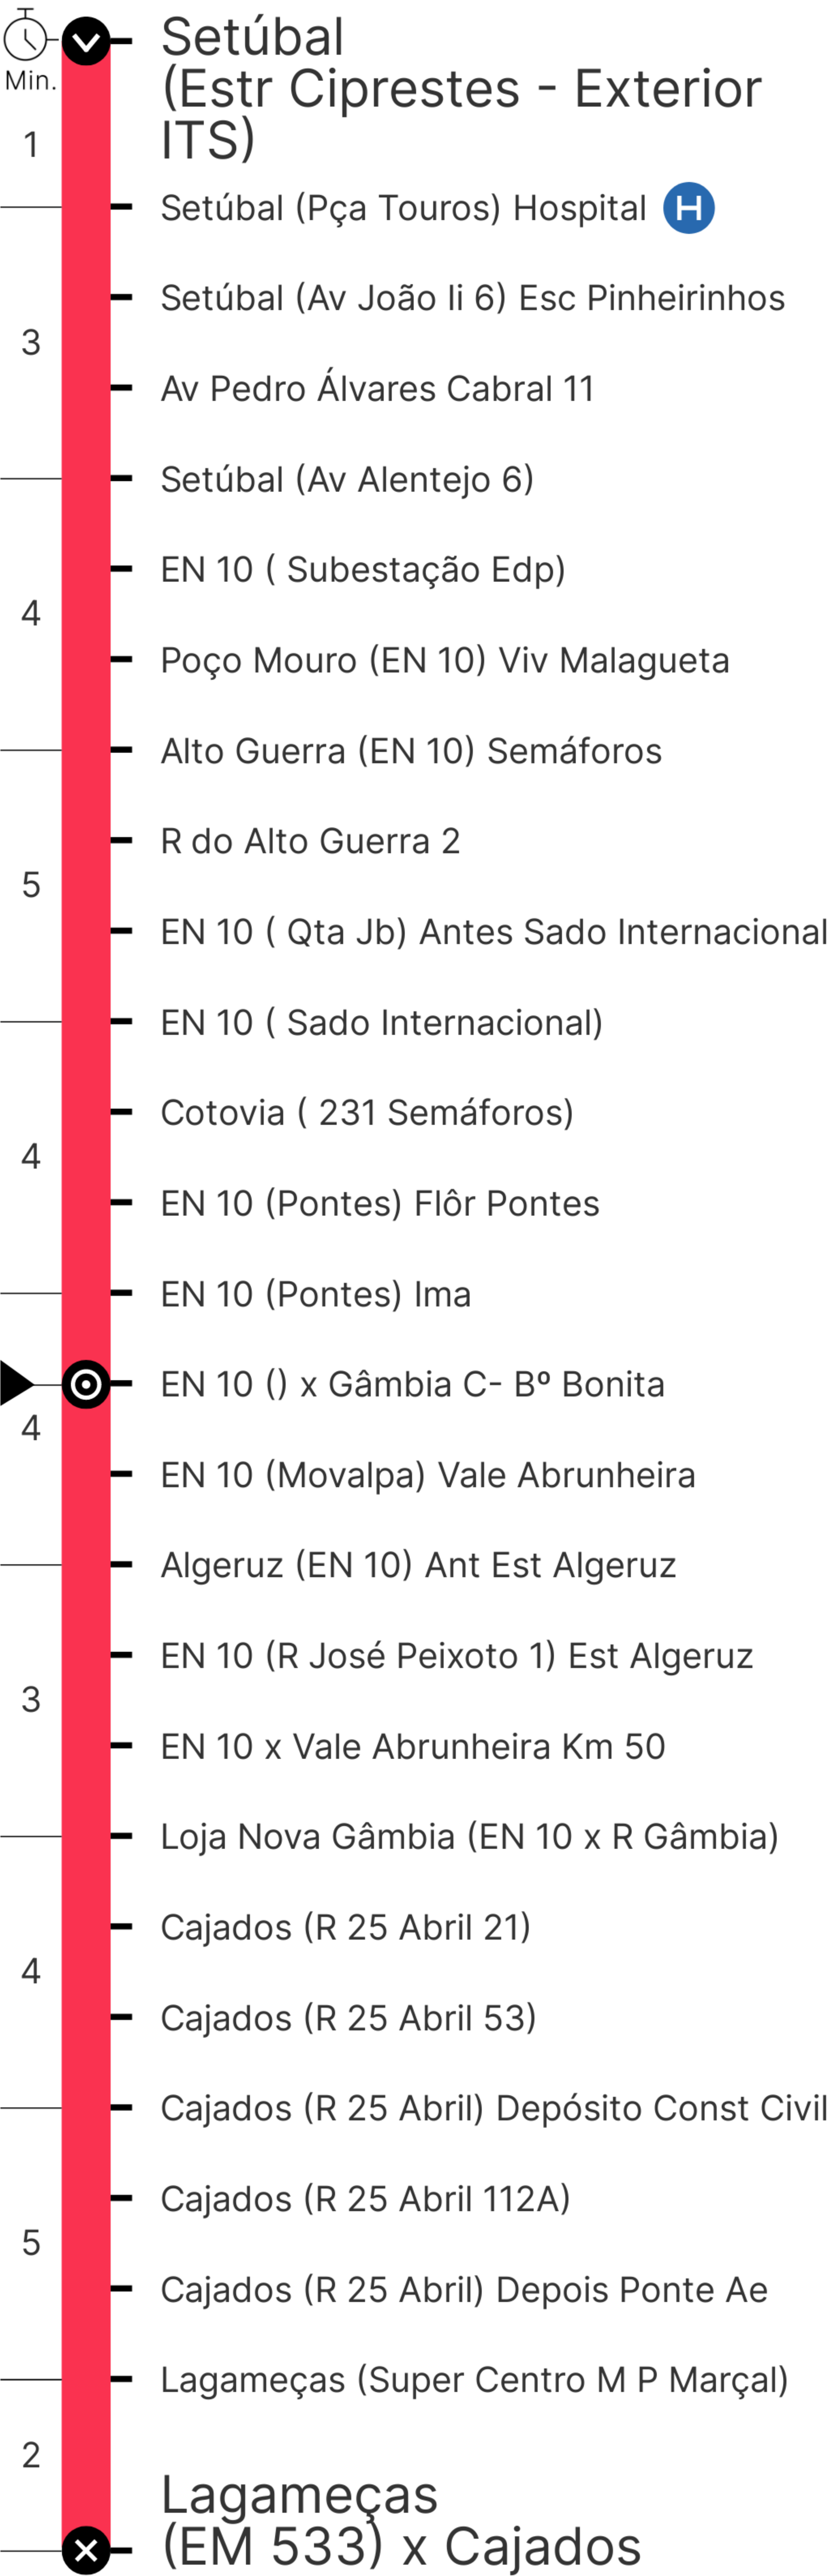 Setúbal
(Estr Ciprestes - Exterior
ITS)
Min.
1
Setúbal (Pça Touros) Hospital H
Setúbal (Av João Ii 6) Esc Pinheirinhos
3
Av Pedro Álvares Cabral 11
Setúbal (Av Alentejo 6)
EN 10 ( Subestação Edp)
4
Poço Mouro (EN 10) Viv Malagueta
Alto Guerra (EN 10) Semáforos
R do Alto Guerra 2
5
EN 10 ( Qta Jb) Antes Sado Internacional
EN 10 ( Sado Internacional)
Cotovia ( 231 Semáforos)
4
EN 10 (Pontes) Flôr Pontes
EN 10 (Pontes) Ima
EN 10 () x Gâmbia C- Bº Bonita
4
EN 10 (Movalpa) Vale Abrunheira
Algeruz (EN 10) Ant Est Algeruz
EN 10 (R José Peixoto 1) Est Algeruz
3
EN 10 x Vale Abrunheira Km 50
Loja Nova Gâmbia (EN 10 x R Gâmbia)
Cajados (R 25 Abril 21)
4
Cajados (R 25 Abril 53)
Cajados (R 25 Abril) Depósito Const Civil
Cajados (R 25 Abril 112A)
5
Cajados (R 25 Abril) Depois Ponte Ae
Lagameças (Super Centro M P Marçal)
2
Lagameças
(EM 533) x Cajados